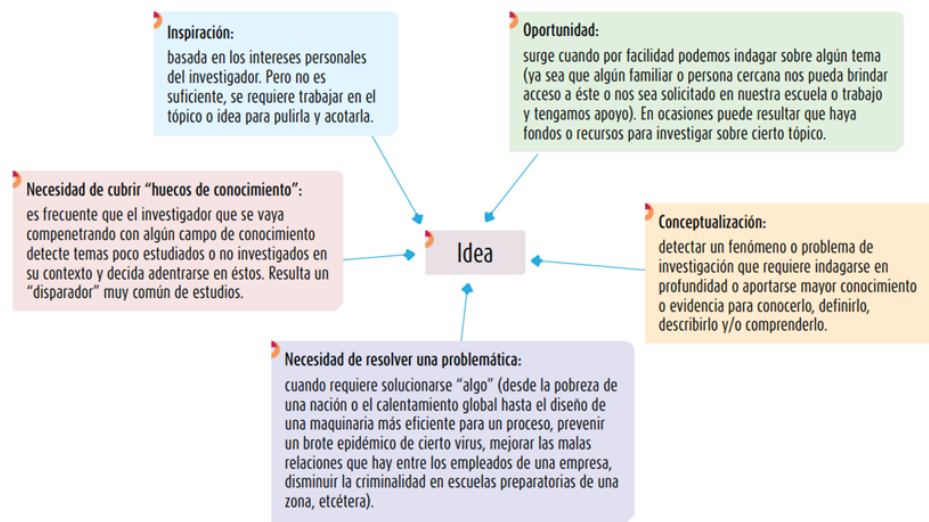 Inspiración:
basada en los intereses personales
del investigador. Pero no es
suficiente, se requiere trabajar en el
tópico o idea para pulirla y acotarla.
Oportunidad:
surge cuando por facilidad podemos indagar sobre algún tema
(ya sea que algún familiar o persona cercana nos pueda brindar
acceso a éste o nos sea solicitado en nuestra escuela o trabajo
y tengamos apoyo). En ocasiones puede resultar que haya
fondos o recursos para investigar sobre cierto tópico.
Necesidad de cubrir “huecos de conocimiento”:
es frecuente que el investigador que se vaya
compenetrando con algún campo de conocimiento
detecte temas poco estudiados o no investigados en
su contexto y decida adentrarse en éstos. Resulta un
“disparador” muy común de estudios.
Idea
Conceptualización:
detectar un fenómeno o problema de
investigación que requiere indagarse en
profundidad o aportarse mayor conocimiento
o evidencia para conocerlo, definirlo,
describirlo y/o comprenderlo.
Necesidad de resolver una problemática:
cuando requiere solucionarse “algo” (desde la pobreza de
una nación o el calentamiento global hasta el diseño de
una maquinaria más eficiente para un proceso, prevenir
un brote epidémico de cierto virus, mejorar las malas
relaciones que hay entre los empleados de una empresa,
disminuir la criminalidad en escuelas preparatorias de una
zona, etcétera).